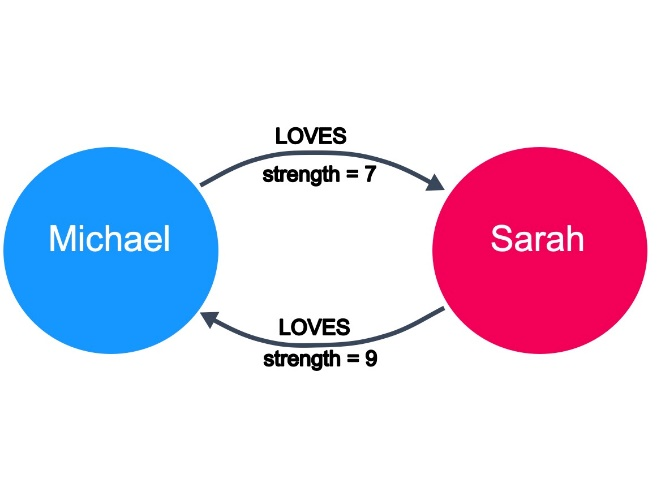 LOVES
strength = 7
Michael
Sarah
LOVES
strength = 9